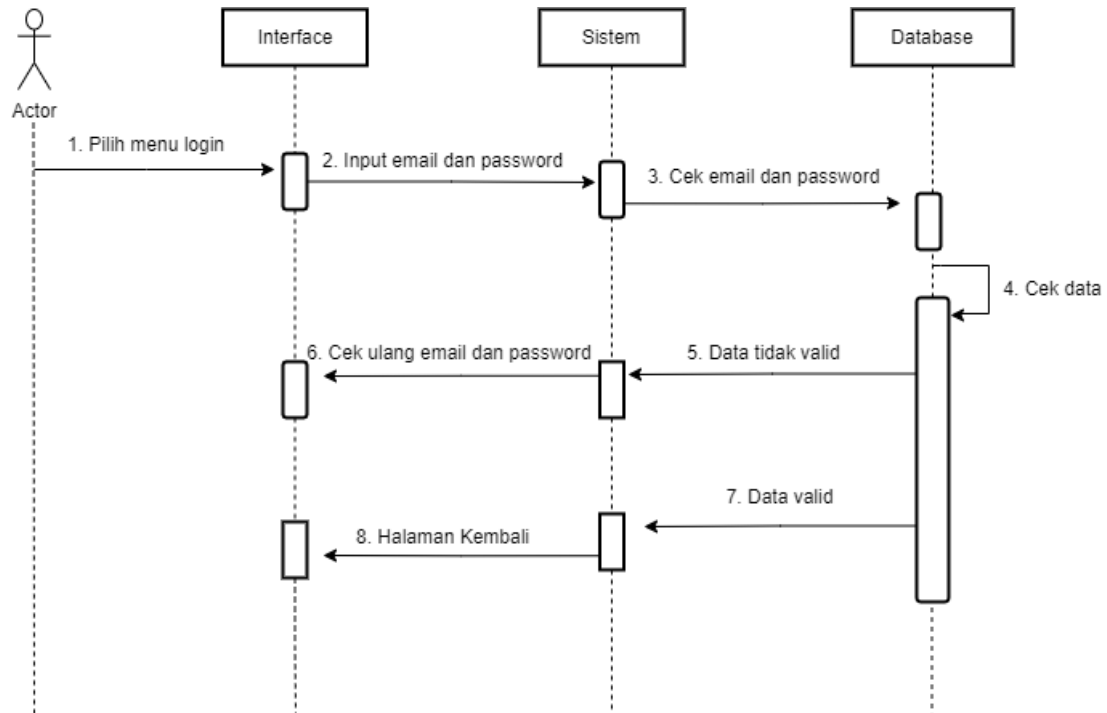 Interface
Sistem
Database
Actor
1. Pilih menu login
2. Input email dan password
3. Cek email dan password
4. Cek data
5. Data tidak valid
6. Cek ulang email dan password
7. Data valid
8. Halaman Kembali